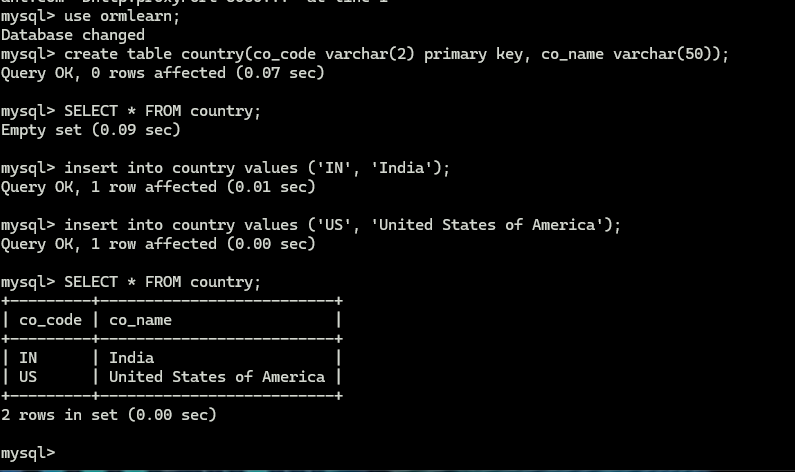 mysql> use ormlearn;
Database changed
mysql> create table country(co_code varchar(2) primary key, co_name varchar(50));
Query OK, 0 rows affected (0.07 sec)

mysql> SELECT * FROM country;
Empty set (0.09 sec)

mysql> insert into country values ('IN', 'India');
Query OK, 1 row affected (0.01 sec)

mysql> insert into country values ('US', 'United States of America');
Query OK, 1 row affected (0.00 sec)

mysql> SELECT * FROM country;
+---------+--------------------------+
| co_code | co_name                  |
+---------+--------------------------+
| IN      | India                    |
| US      | United States of America |
+---------+--------------------------+
2 rows in set (0.00 sec)

mysql>